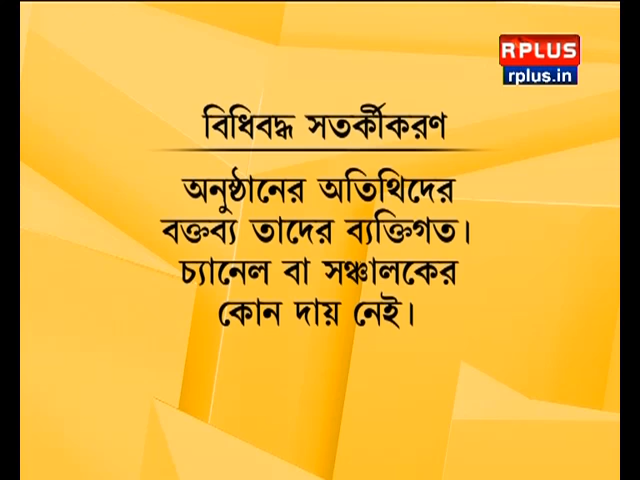 RPLUS
rplus.in
বিধিবদ্ধ সতর্কীকরণ
অনুষ্ঠানের অতিথিদের
বক্তব্য তাদের ব্যক্তিগত।
চ্যানেল বা সঞ্চালকের
কোন দায় নেই।